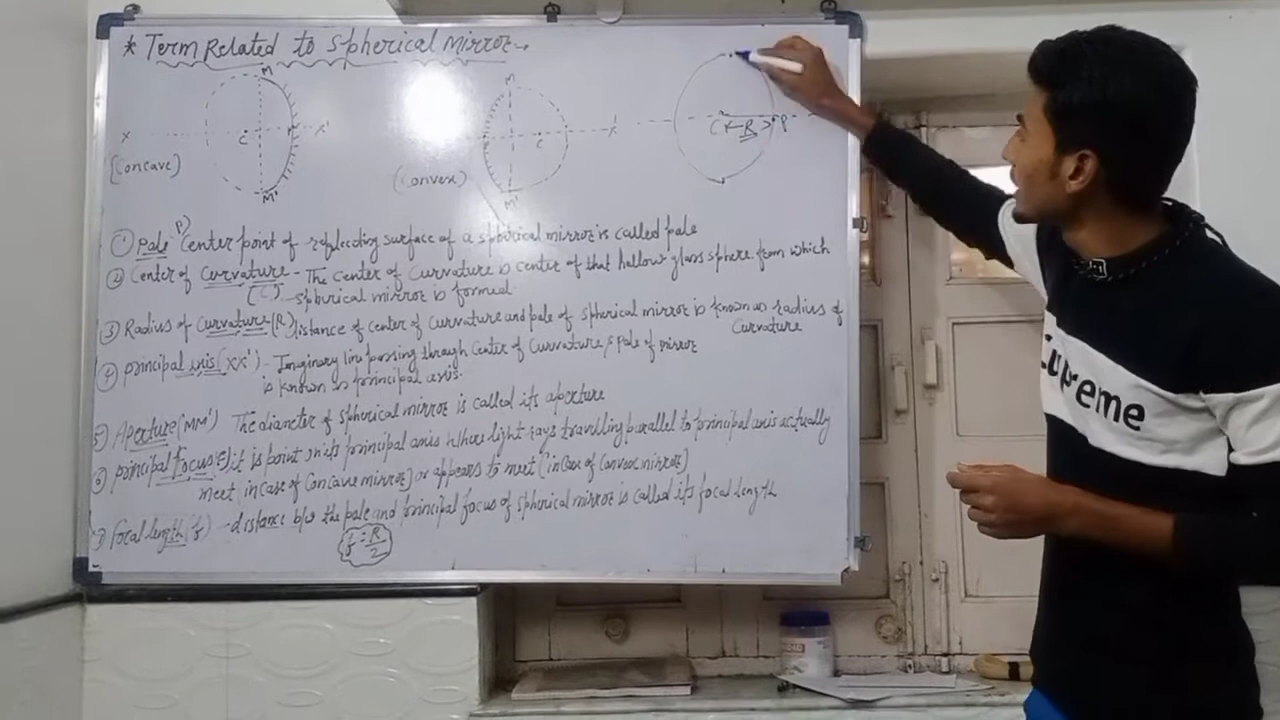 * Term Related to Spherical Mirror→
M
M
C
X
X'
C
X
C
R
P
(Concave)
(Convex)
M'
M'
① Pole (P) Center point of reflecting surface of a spherical mirror is called pole
② Center of Curvature - The center of Curvature is center of that hollow glass sphere from which
(C) spherical mirror is formed
③ Radius of Curvature (R) Distance of center of curvature and pole of spherical mirror is known as radius of
Curvature
④ principal axis (XX') - Imaginary line passing through center of curvature & pole of mirror
is known as principal axis.
⑤ Aperture (MM') The diameter of spherical mirror is called its aperture
⑥ principal focus it is point on its principal axis where light rays travelling parallel to principal axis actually
meet in case of concave mirror) or appears to meet (in case of convex mirror)
⑦ focal length (f) - distance b/w the pole and principal focus of spherical mirror is called its focal length
f = R/2
Supreme